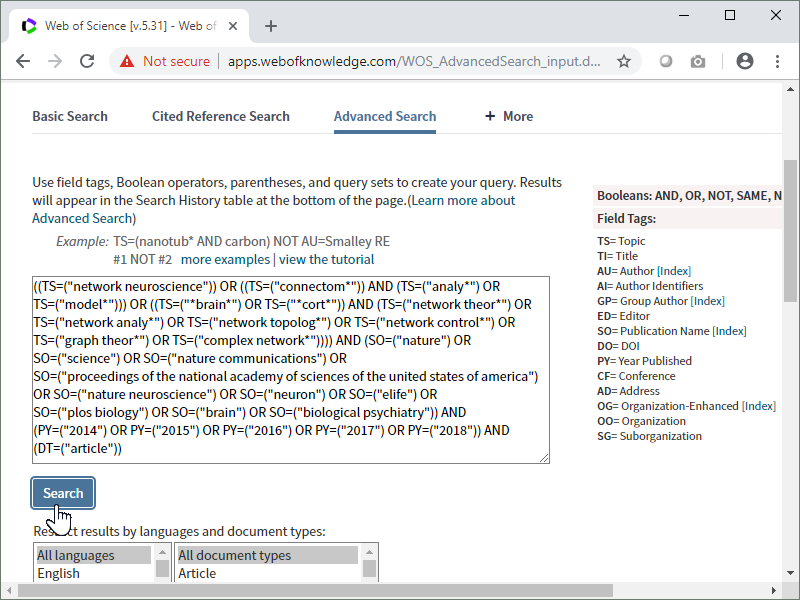 Web of Science [v.5.31] - Web of
Not secure
apps.webofknowledge.com/WOS_AdvancedSearch_input.d...
Basic Search
Cited Reference Search
Advanced Search
+ More
Use field tags, Boolean operators, parentheses, and query sets to create your query. Results
will appear in the Search History table at the bottom of the page.(Learn more about
Advanced Search)
Example: TS=(nanotub* AND carbon) NOT AU=Smalley RE
#1 NOT #2 more examples | view the tutorial
((TS=("network neuroscience")) OR ((TS=("connectom*")) AND (TS=("analy*") OR
TS=("model*"))) OR ((TS=("*brain*") OR TS=("*cort*")) AND (TS=("network theor*") OR
TS=("network analy*") OR TS=("network topolog*") OR TS=("network control*") OR
TS=("graph theor*") OR TS=("complex network*")))) AND (SO=("nature") OR
SO=("science") OR SO=("nature communications") OR
SO=("proceedings of the national academy of sciences of the united states of america")
OR SO=("nature neuroscience") OR SO=("neuron") OR SO=("elife") OR
SO=("plos biology") OR SO=("brain") OR SO=("biological psychiatry")) AND
(PY=("2014") OR PY=("2015") OR PY=("2016") OR PY=("2017") OR PY=("2018")) AND
(DT=("article"))
Search
Restrict results by languages and document types:
All languages
English
All document types
Article
Booleans: AND, OR, NOT, SAME, N
Field Tags:
TS= Topic
TI= Title
AU= Author [Index]
AI= Author Identifiers
GP= Group Author [Index]
ED= Editor
SO= Publication Name [Index]
DO= DOI
PY= Year Published
CF= Conference
AD= Address
OG= Organization-Enhanced [Index]
OO= Organization
SG= Suborganization